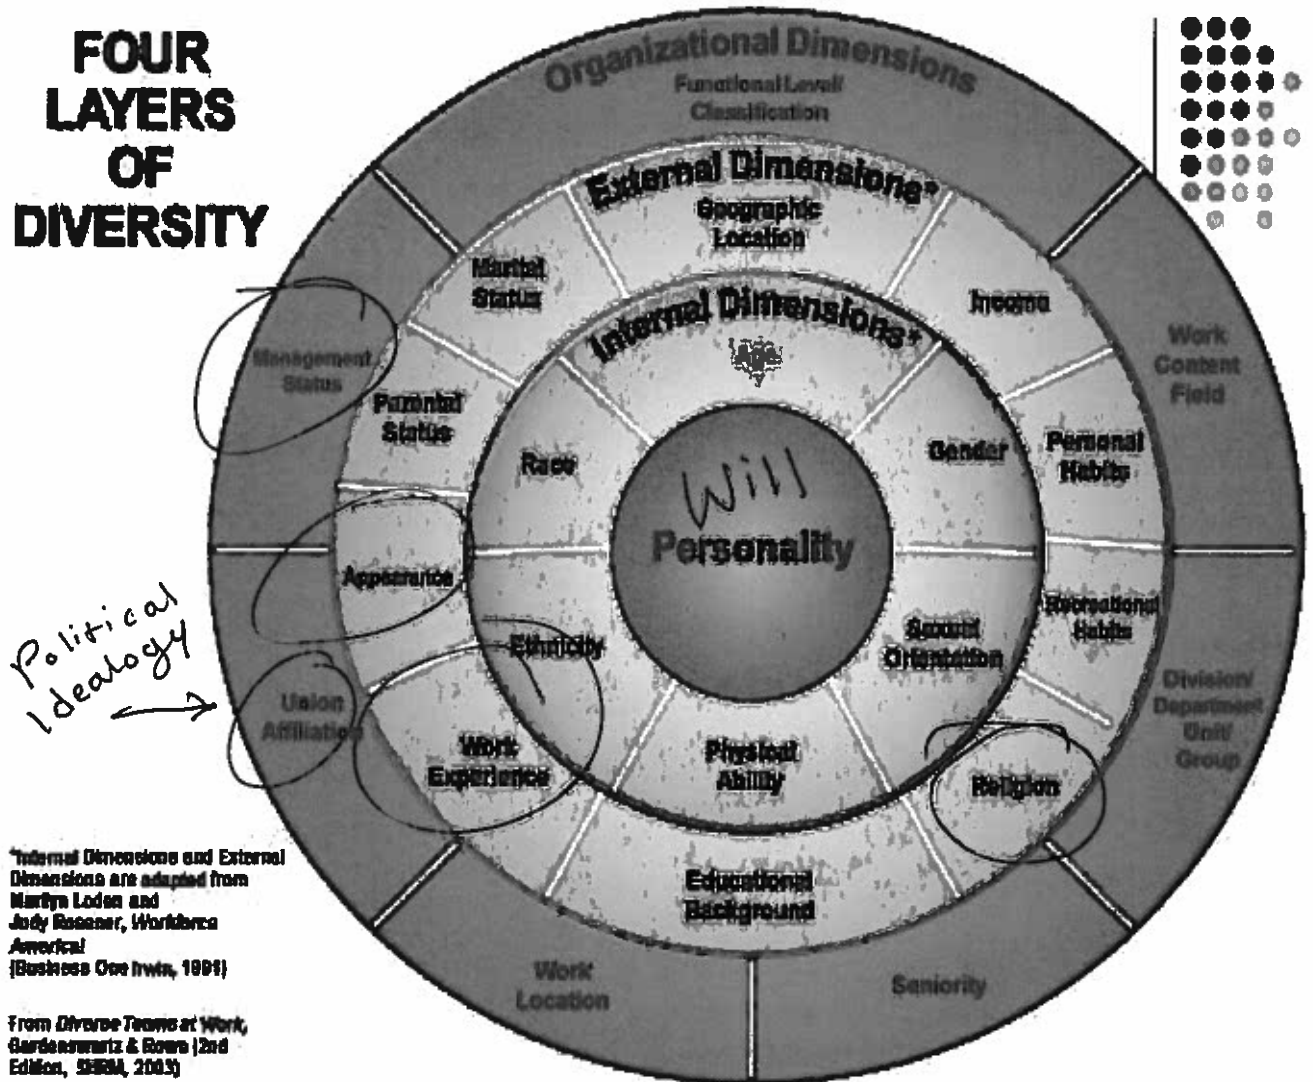 FOUR
LAYERS
OF
DIVERSITY
Organizational Dimensions
Functional Level/
Classification
External Dimensions*
Geographic
Location
Marital
Status
Income
Internal Dimensions*
Age
Management
Status
Work
Content
Field
Parental
Status
Race
Gender
Personal
Habits
Will
Personality
Appearance
Recreational
Habits
Political
Idealogy
Ethnicity
Sexual
Orientation
Union
Affiliation
Division/
Department
Unit/
Group
Work
Experience
Physical
Ability
Religion
Educational
Background
Work
Location
Seniority
*Internal Dimensions and External
Dimensions are adapted from
Marilyn Loden and
Judy Rosener, Workforce
America!
(Business One Irwin, 1991)
From Diverse Teams at Work,
Gardenswartz & Rowe (2nd
Edition, SHRM, 2003)